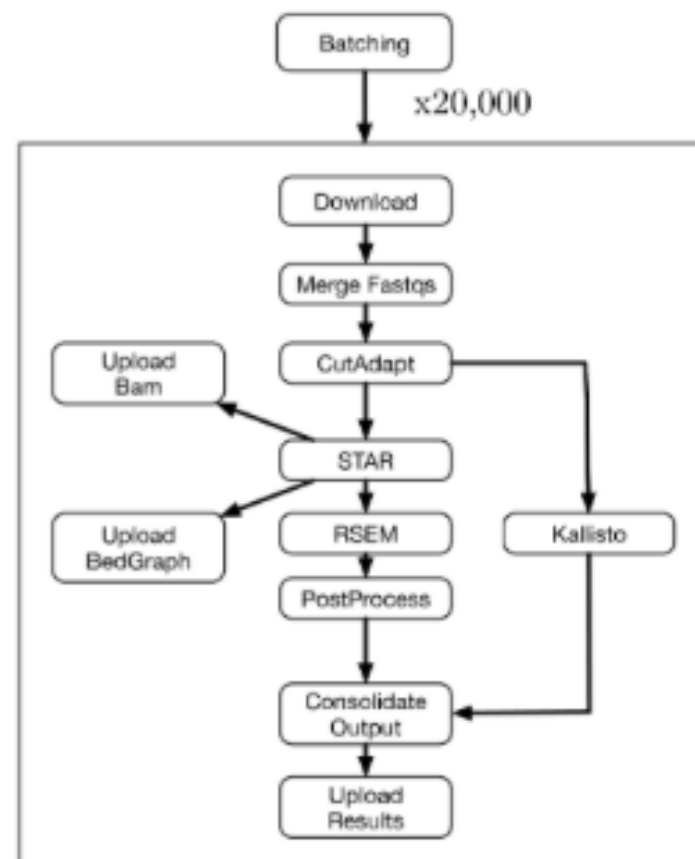 Batching
x20,000
Download
Merge Fastqs
CutAdapt
Upload
Bam
STAR
Upload
BedGraph
RSEM
Kallisto
PostProcess
Consolidate
Output
Upload
Results